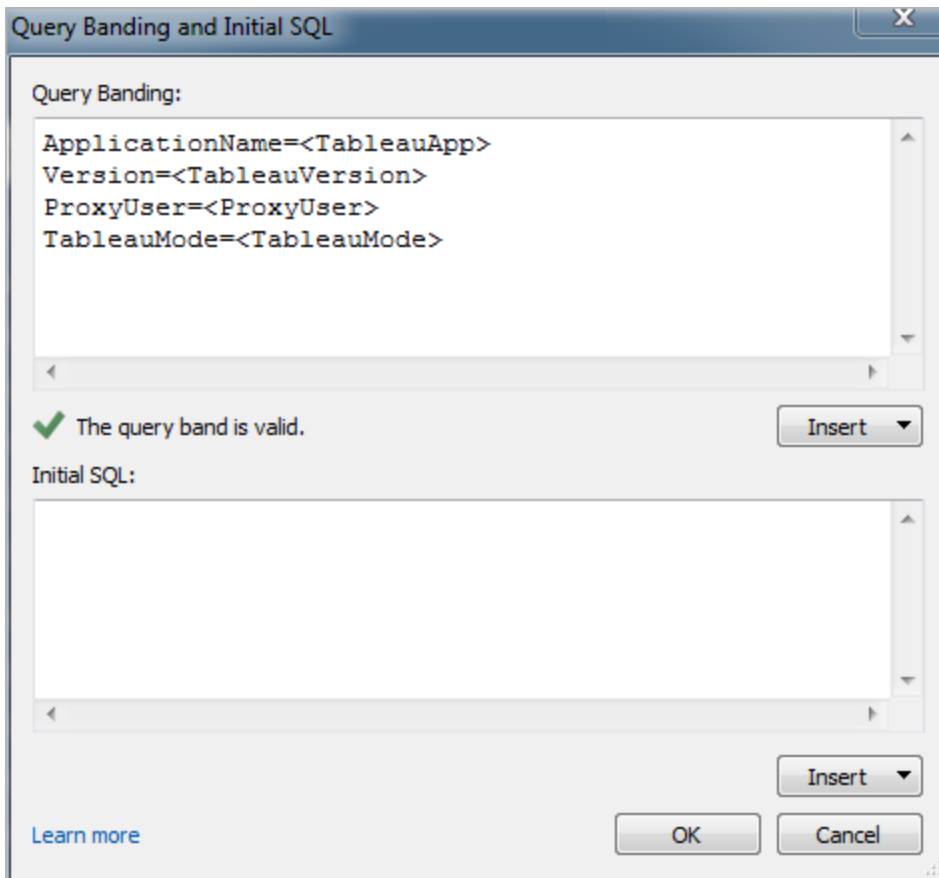 Query Banding and Initial SQL
Query Banding:
ApplicationName=<TableauApp>
Version=<TableauVersion>
ProxyUser=<ProxyUser>
TableauMode=<TableauMode>
The query band is valid.
Insert
Initial SQL:
Insert
Learn more
OK
Cancel